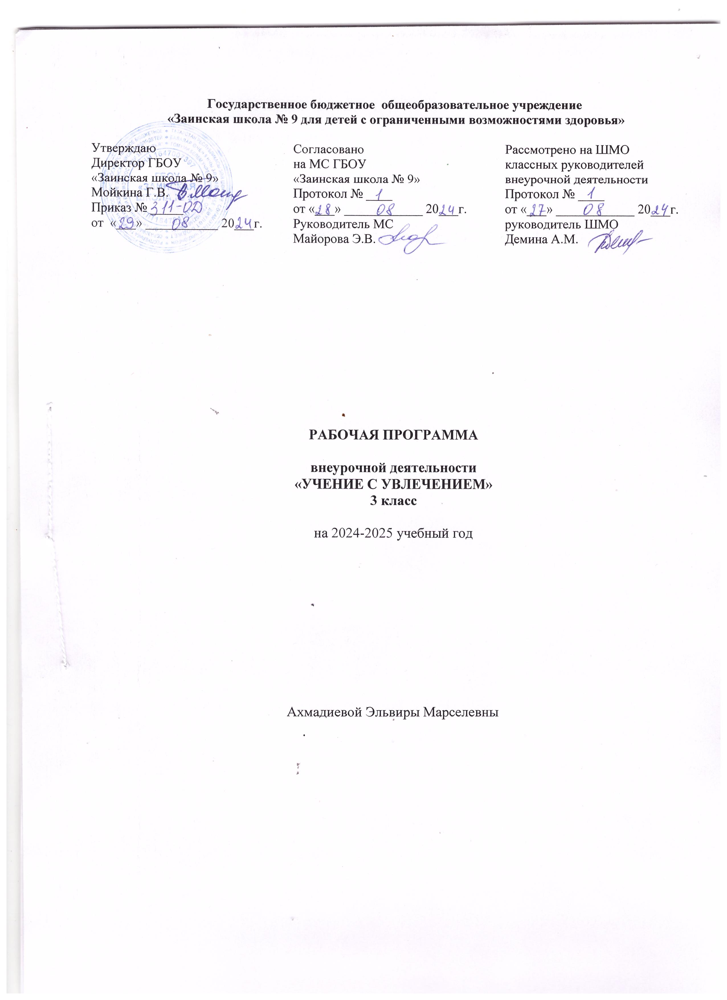 Государственное бюджетное общеобразовательное учреждение
«Заинская школа № 9 для детей с ограниченными возможностями здоровья»
Утверждаю
Директор ГБОУ
«Заинская школа № 9»
Мойкина Г.В.
Приказ № 311-ОД
от «29» 08 2024г.
Согласовано
на МС ГБОУ
«Заинская школа № 9»
Протокол № 1
от «28» 08 2024г.
Руководитель МС
Майорова Э.В.
Рассмотрено на ШМО
классных руководителей
внеурочной деятельности
Протокол № 1
от «27» 08 2024г.
руководитель ШМО
Демина А.М.
РАБОЧАЯ ПРОГРАММА
внеурочной деятельности
«УЧЕНИЕ С УВЛЕЧЕНИЕМ»
3 класс
на 2024-2025 учебный год
Ахмадиевой Эльвиры Марселевны